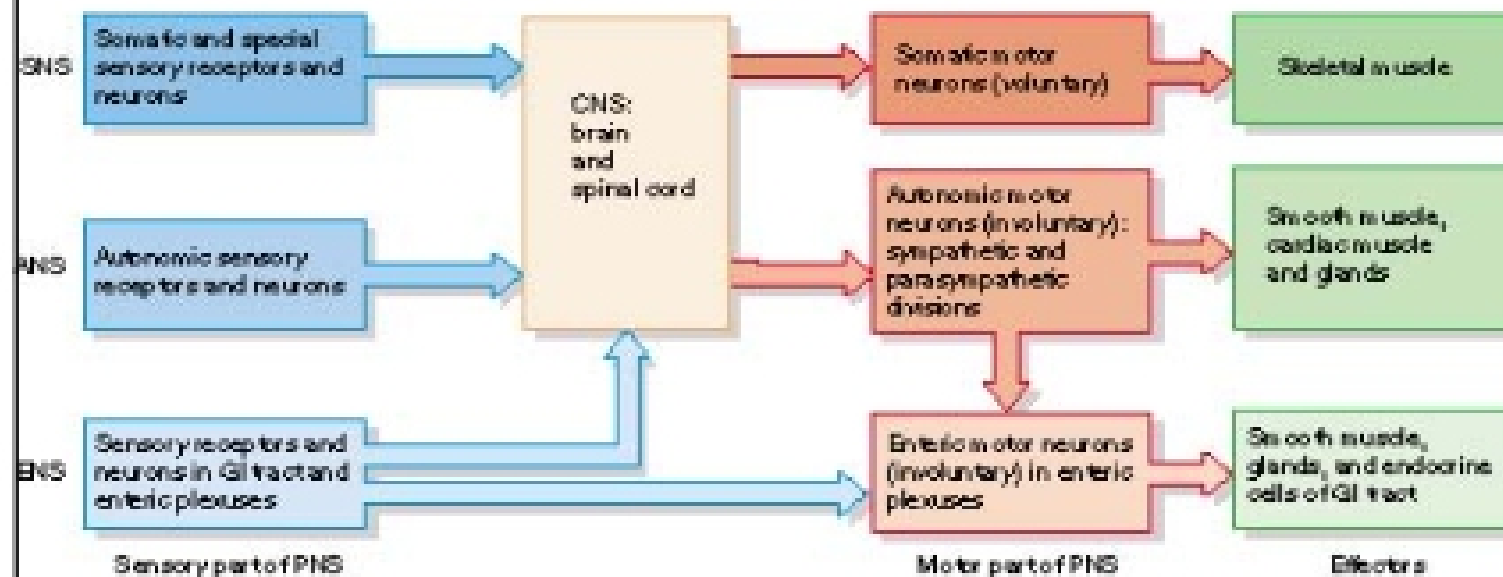 SNS
Somatic and special
sensory receptors and
neurons
CNS:
brain
and
spinal cord
Somatic motor
neurons (voluntary)
Skeletal muscle
ANS
Autonomic sensory
receptors and neurons
Autonomic motor
neurons (involuntary):
sympathetic and
parasympathetic
divisions
Smooth muscle,
cardiac muscle
and glands
ENS
Sensory receptors and
neurons in GI tract and
enteric plexuses
Enteric motor neurons
(involuntary) in enteric
plexuses
Smooth muscle,
glands, and endocrine
cells of GI tract
Sensory part of PNS
Motor part of PNS
Effectors